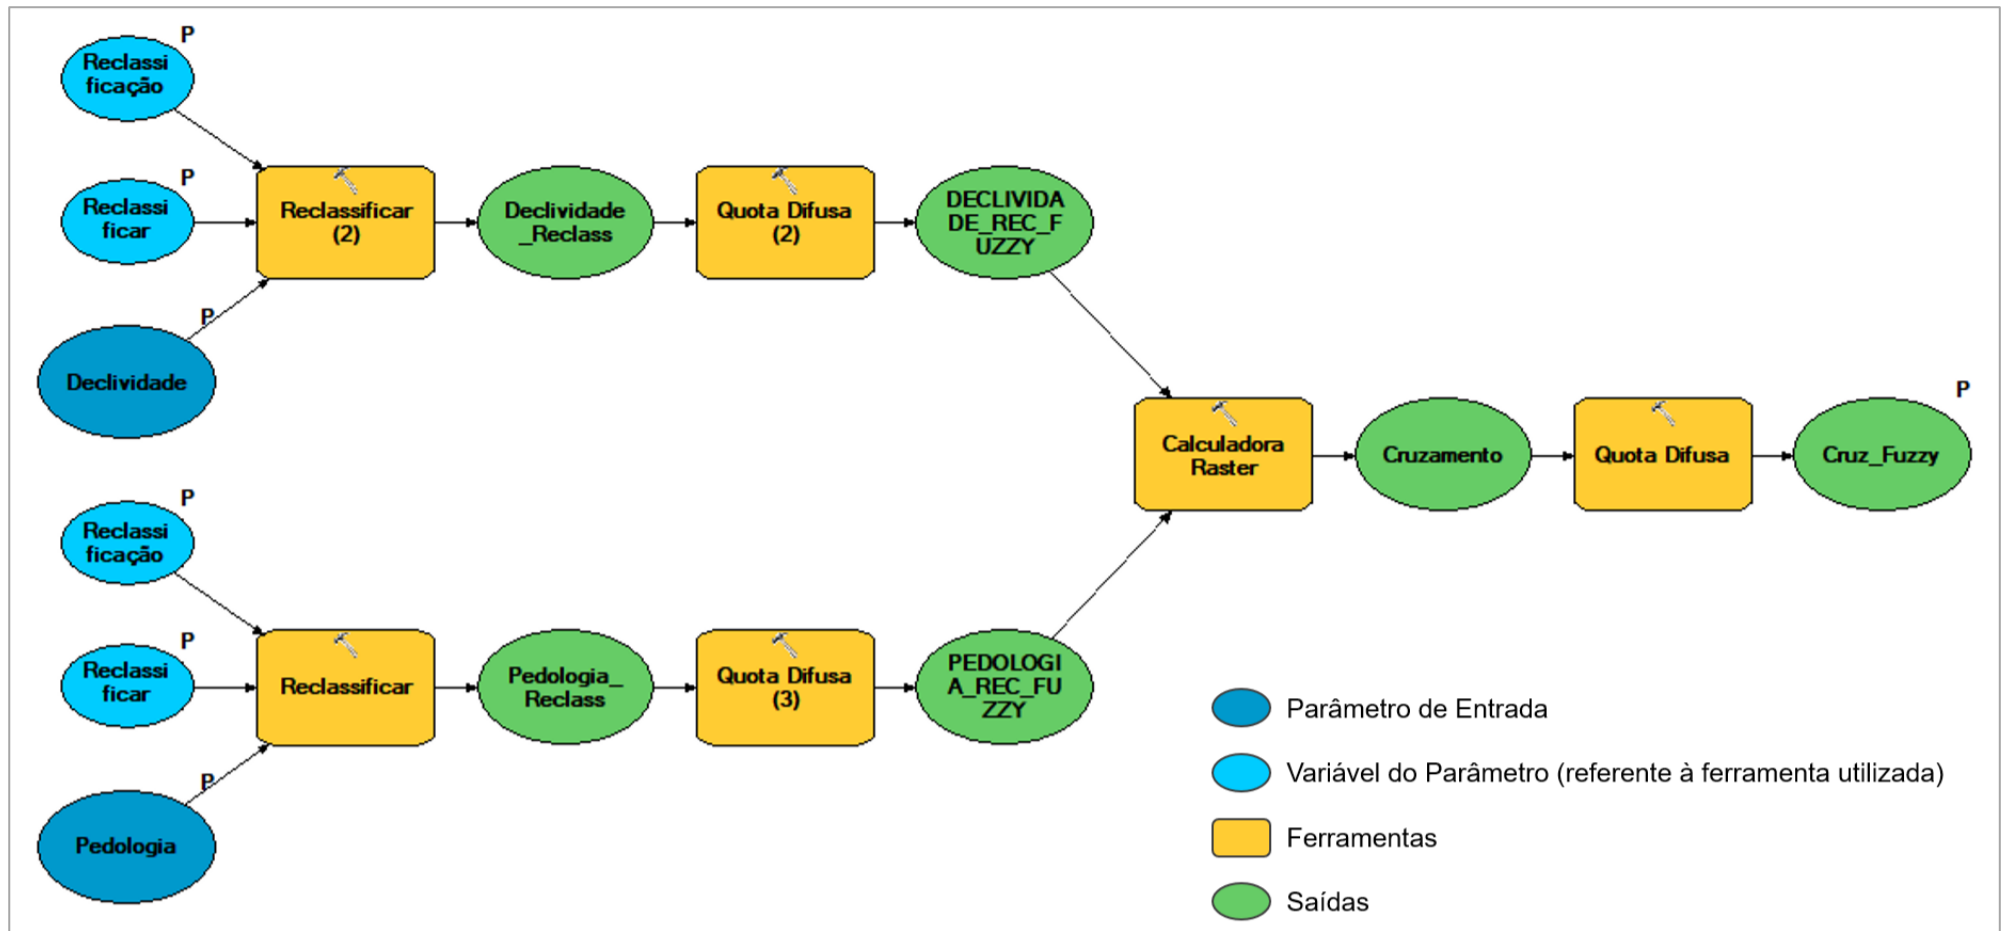 P
Reclassi
ficação
P
Reclassi
ficar
Reclassificar
(2)
Declividade
_Reclass
Quota Difusa
(2)
DECLIVIDA
DE_REC_F
UZZY
P
Declividade
Calculadora
Raster
Cruzamento
Quota Difusa
P
Cruz_Fuzzy
P
Reclassi
ficação
P
Reclassi
ficar
Reclassificar
Pedologia_
Reclass
Quota Difusa
(3)
PEDOLOGI
A_REC_FU
ZZY
P
Pedologia
Parâmetro de Entrada
Variável do Parâmetro (referente à ferramenta utilizada)
Ferramentas
Saídas